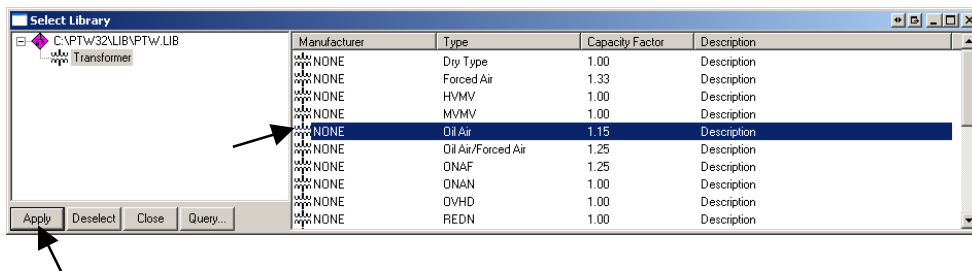 Select Library
C:\PTW32\LIB\PTW.LIB
Transformer
Manufacturer Type Capacity Factor Description
NONE Dry Type 1.00 Description
NONE Forced Air 1.33 Description
NONE HVMV 1.00 Description
NONE MVMV 1.00 Description
NONE Oil Air 1.15 Description
NONE Oil Air/Forced Air 1.25 Description
NONE ONAF 1.25 Description
NONE ONAN 1.00 Description
NONE OVHD 1.00 Description
NONE REDN 1.00 Description
Apply Deselect Close Query...